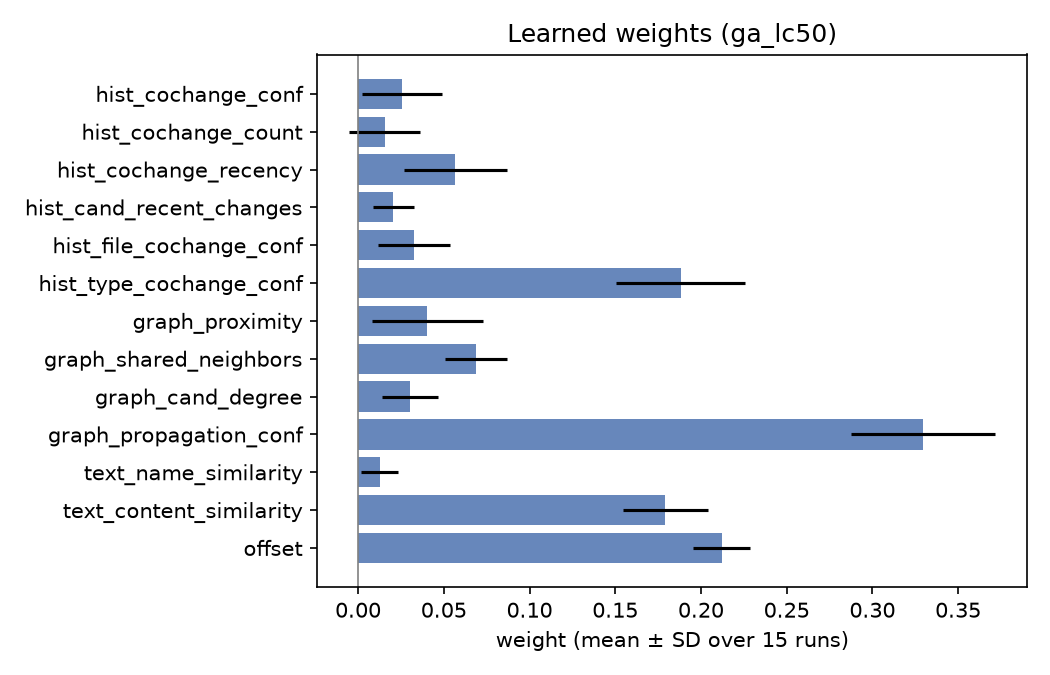 Learned weights (ga_lc50)
hist_cochange_conf
hist_cochange_count
hist_cochange_recency
hist_cand_recent_changes
hist_file_cochange_conf
hist_type_cochange_conf
graph_proximity
graph_shared_neighbors
graph_cand_degree
graph_propagation_conf
text_name_similarity
text_content_similarity
offset
0.00 0.05 0.10 0.15 0.20 0.25 0.30 0.35
weight (mean ± SD over 15 runs)